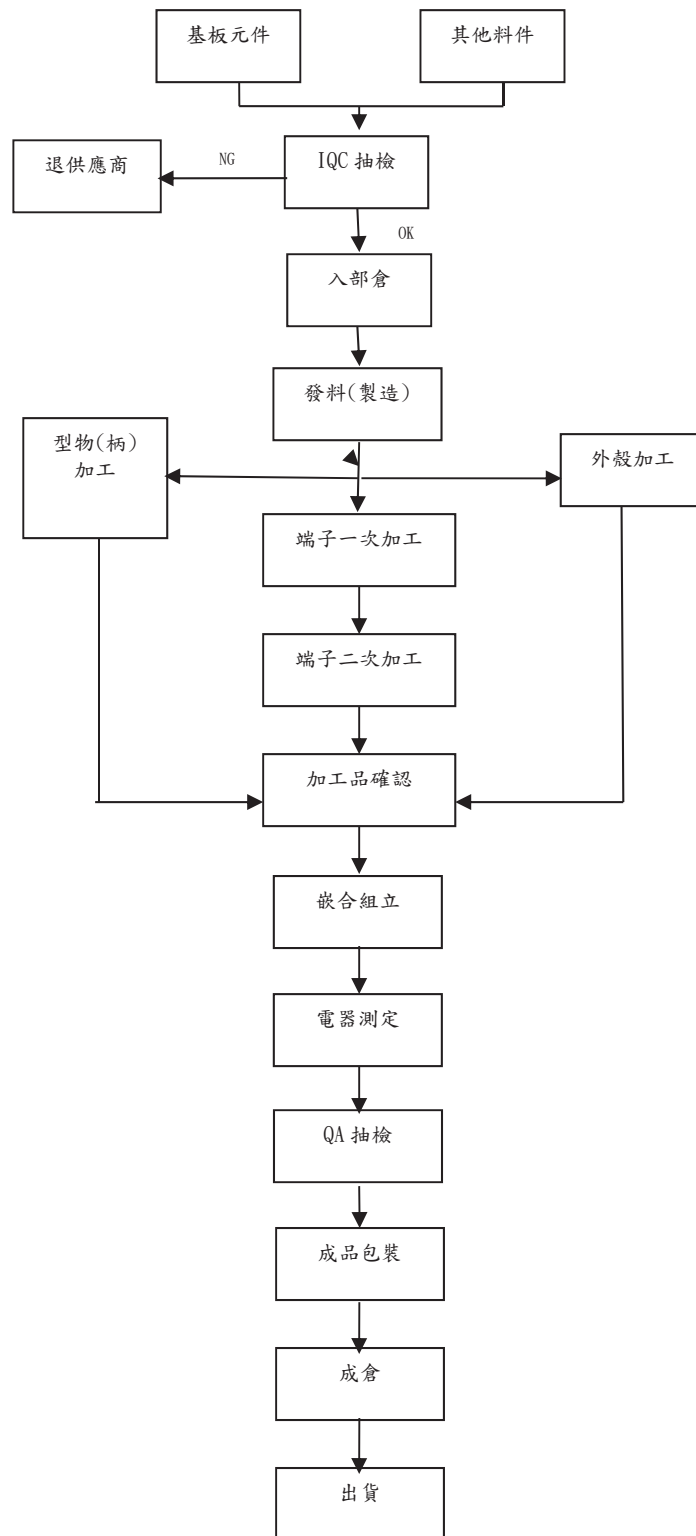 基板元件
其他料件
退供應商
NG
IQC 抽檢
OK
入部倉
發料(製造)
型物(柄)
加工
外殼加工
端子一次加工
端子二次加工
加工品確認
嵌合組立
電器測定
QA 抽檢
成品包裝
成倉
出貨